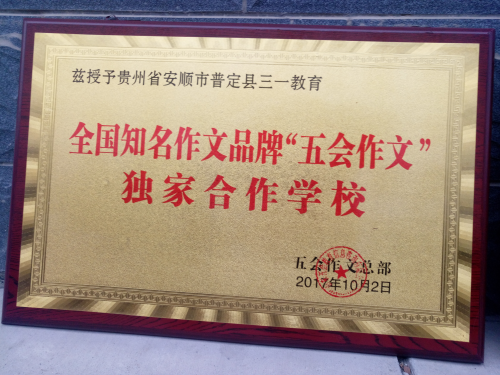 兹授予贵州省安顺市普定县三一教育
全国知名作文品牌“五会作文”
独家合作学校
五会作文总部
2017年10月2日